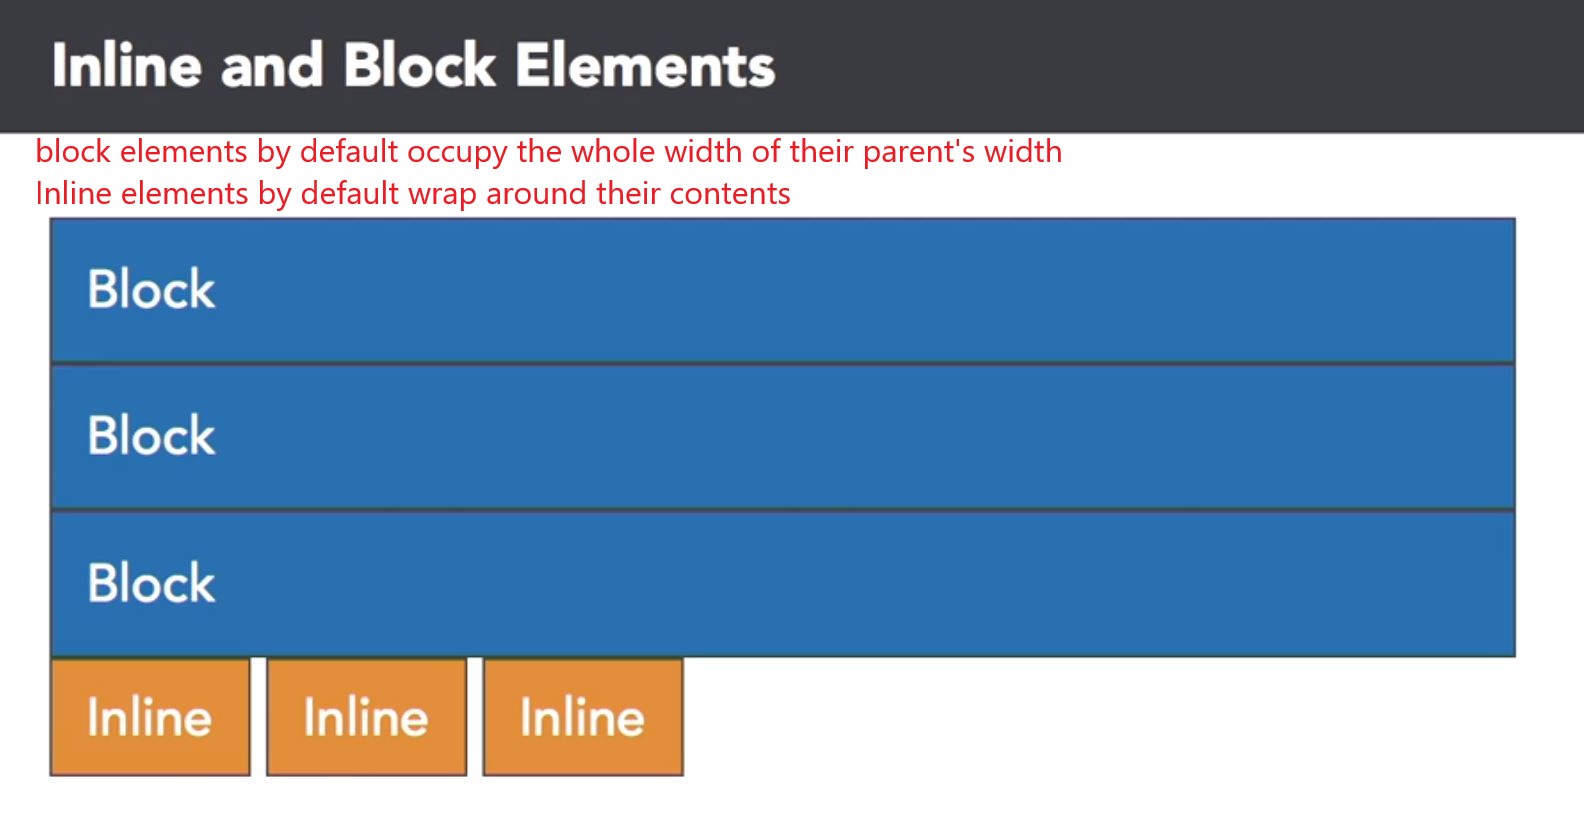 Inline and Block Elements
block elements by default occupy the whole width of their parent's width
Inline elements by default wrap around their contents
Block
Block
Block
Inline Inline Inline